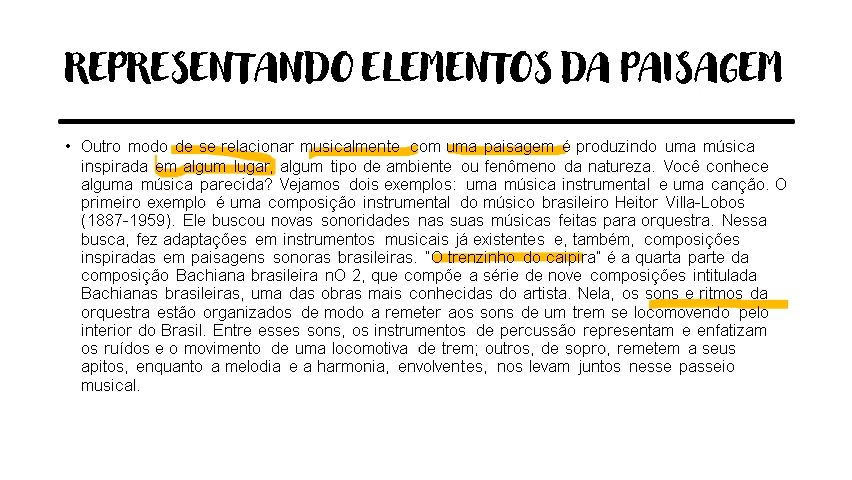 REPRESENTANDO ELEMENTOS DA PAISAGEM
• Outro modo de se relacionar musicalmente com uma paisagem é produzindo uma música
inspirada em algum lugar, algum tipo de ambiente ou fenômeno da natureza. Você conhece
alguma música parecida? Vejamos dois exemplos: uma música instrumental e uma canção. O
primeiro exemplo é uma composição instrumental do músico brasileiro Heitor Villa-Lobos
(1887-1959). Ele buscou novas sonoridades nas suas músicas feitas para orquestra. Nessa
busca, fez adaptações em instrumentos musicais já existentes e, também, composições
inspiradas em paisagens sonoras brasileiras. "O trenzinho do caipira" é a quarta parte da
composição Bachiana brasileira nO 2, que compõe a série de nove composições intitulada
Bachianas brasileiras, uma das obras mais conhecidas do artista. Nela, os sons e ritmos da
orquestra estão organizados de modo a remeter aos sons de um trem se locomovendo pelo
interior do Brasil. Entre esses sons, os instrumentos de percussão representam e enfatizam
os ruídos e o movimento de uma locomotiva de trem; outros, de sopro, remetem a seus
apitos, enquanto a melodia e a harmonia, envolventes, nos levam juntos nesse passeio
musical.